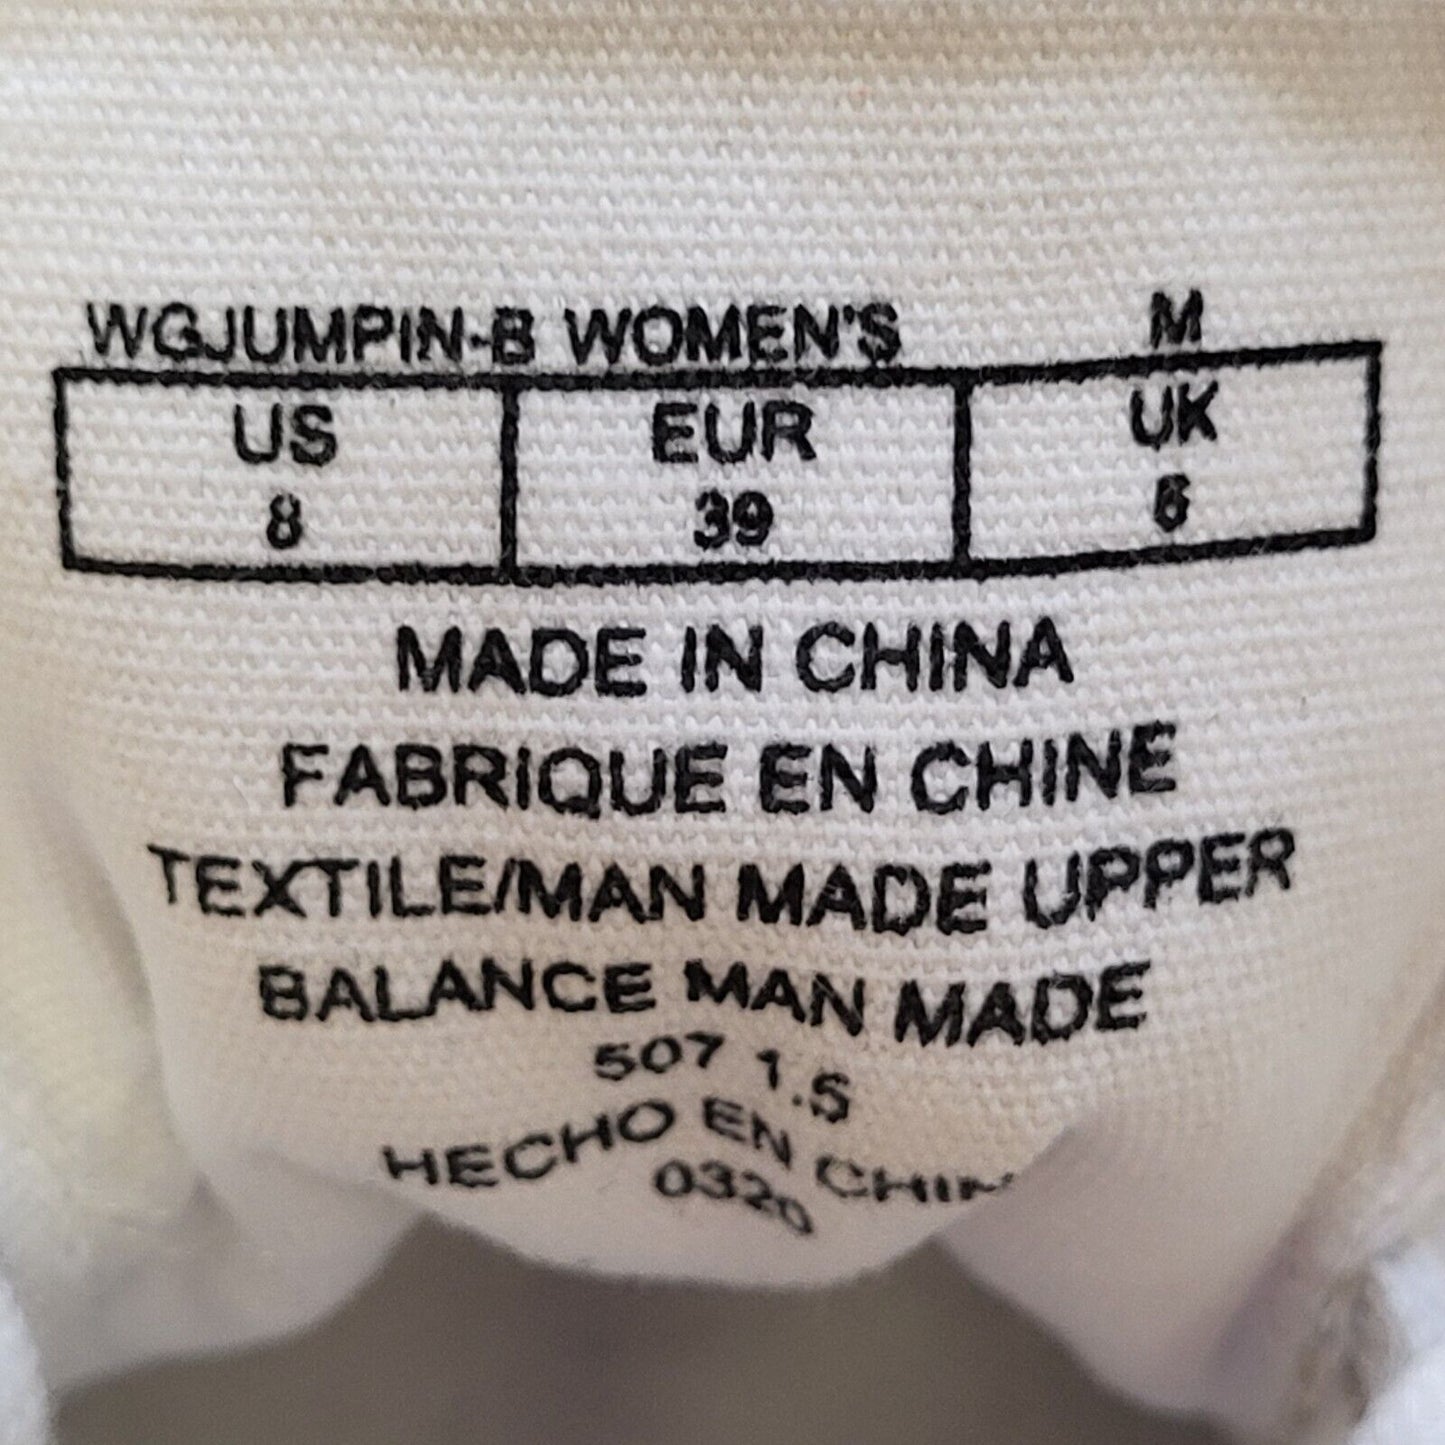 WGJUMPIN-B WOMEN'S M
US EUR UK
8 39 6
MADE IN CHINA
FABRIQUE EN CHINE
TEXTILE/MAN MADE UPPER
BALANCE MAN MADE
507 1.S
HECHO EN
0320